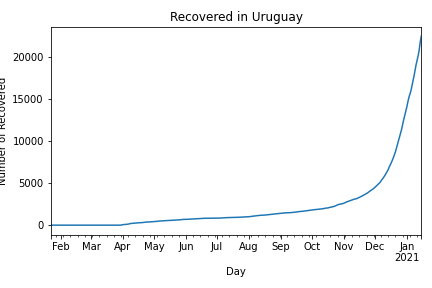 Recovered in Uruguay
Number of Recovered
20000
15000
10000
5000
0
Feb Mar Apr May Jun Jul Aug Sep Oct Nov Dec Jan
2021
Day